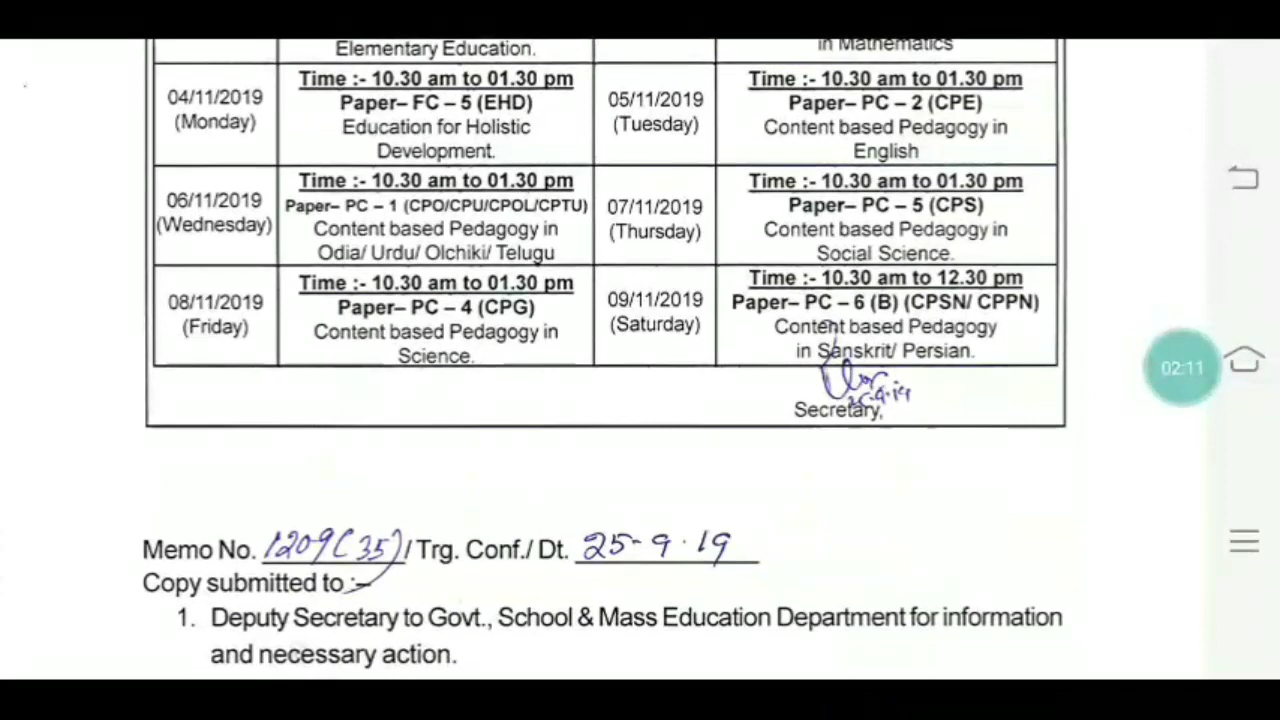 Elementary Education.
in Mathematics
04/11/2019
(Monday)
Time :- 10.30 am to 01.30 pm
Paper– FC – 5 (EHD)
Education for Holistic
Development.
05/11/2019
(Tuesday)
Time :- 10.30 am to 01.30 pm
Paper– PC – 2 (CPE)
Content based Pedagogy in
English
06/11/2019
(Wednesday)
Time :- 10.30 am to 01.30 pm
Paper– PC – 1 (CPO/CPU/CPOL/CPTU)
Content based Pedagogy in
Odia/ Urdu/ Olchiki/ Telugu
07/11/2019
(Thursday)
Time :- 10.30 am to 01.30 pm
Paper– PC – 5 (CPS)
Content based Pedagogy in
Social Science.
08/11/2019
(Friday)
Time :- 10.30 am to 01.30 pm
Paper– PC – 4 (CPG)
Content based Pedagogy in
Science.
09/11/2019
(Saturday)
Time :- 10.30 am to 12.30 pm
Paper– PC – 6 (B) (CPSN/ CPPN)
Content based Pedagogy
in Sanskrit/ Persian.
25-9-19
Secretary,
02:11
Memo No. 1209(35) / Trg. Conf./ Dt. 25-9-19
Copy submitted to :–
1. Deputy Secretary to Govt., School & Mass Education Department for information
and necessary action.